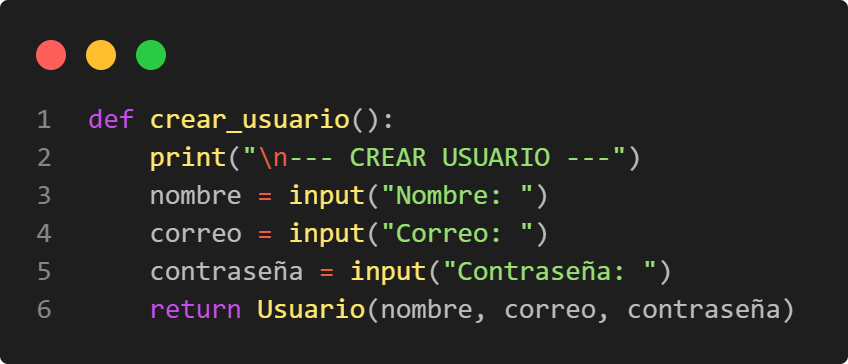 1 def crear_usuario():
2     print("\n--- CREAR USUARIO ---")
3     nombre = input("Nombre: ")
4     correo = input("Correo: ")
5     contraseña = input("Contraseña: ")
6     return Usuario(nombre, correo, contraseña)